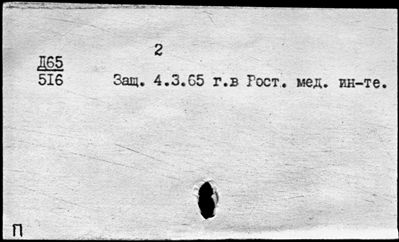 2
Д65
516
Защ. 4.3.65 г.в Рост. мед. ин-те.
П